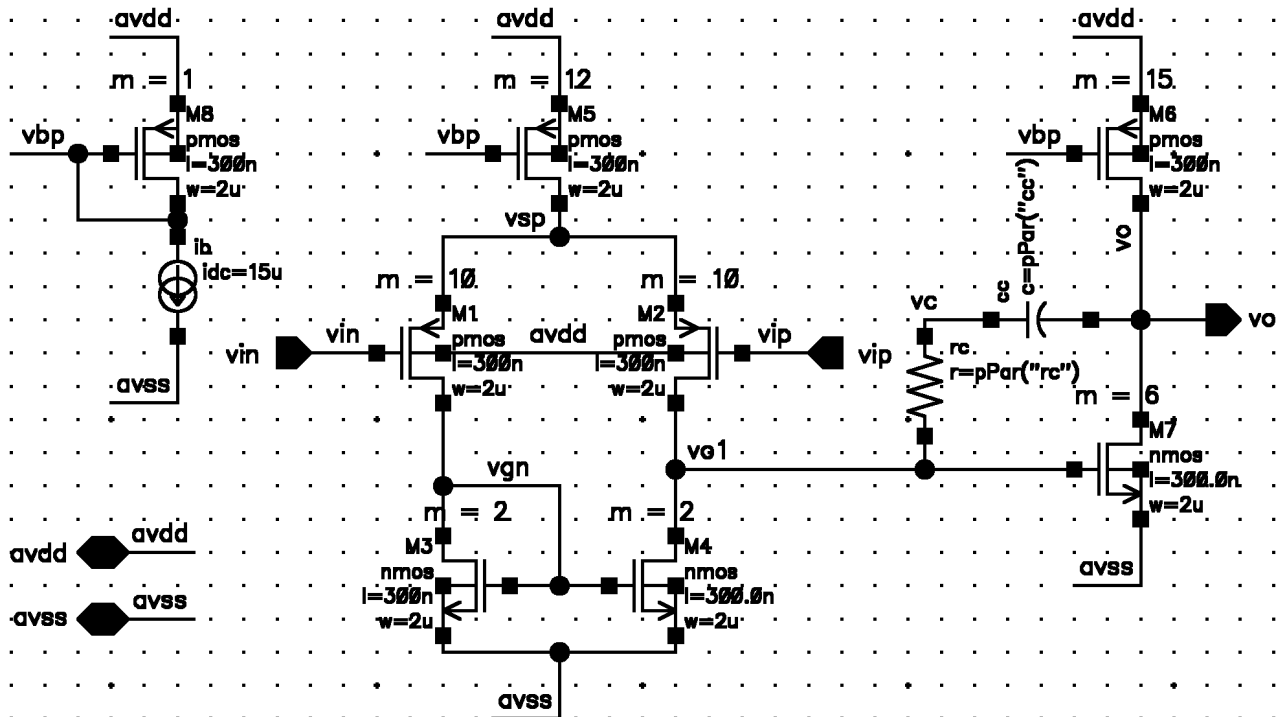 avdd
m = 1
M8
vbp
pmos
l=300n
w=2u
ib
idc=15u
avss
avdd
m = 12
M5
vbp
pmos
l=300n
w=2u
vsp
m = 10
m = 10
M1
M2
vin
vin
avdd
vip
vip
pmos
l=300n
w=2u
pmos
l=300n
w=2u
vgn
vo1
m = 2
m = 2
M3
M4
nmos
l=300n
w=2u
nmos
l=300.0n
w=2u
avss
avdd
m = 15
M6
vbp
pmos
l=300n
w=2u
vo
cc
c=pPar("cc")
vc
vo
rc
r=pPar("rc")
m = 6
M7
nmos
l=300.0n
w=2u
avss
avdd
avdd
avss
avss